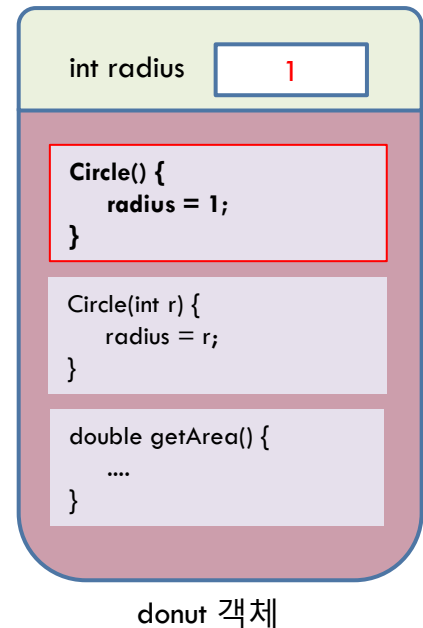 int radius 1
Circle() {
radius = 1;
}
Circle(int r) {
radius = r;
}
double getArea() {
....
}
donut 객체